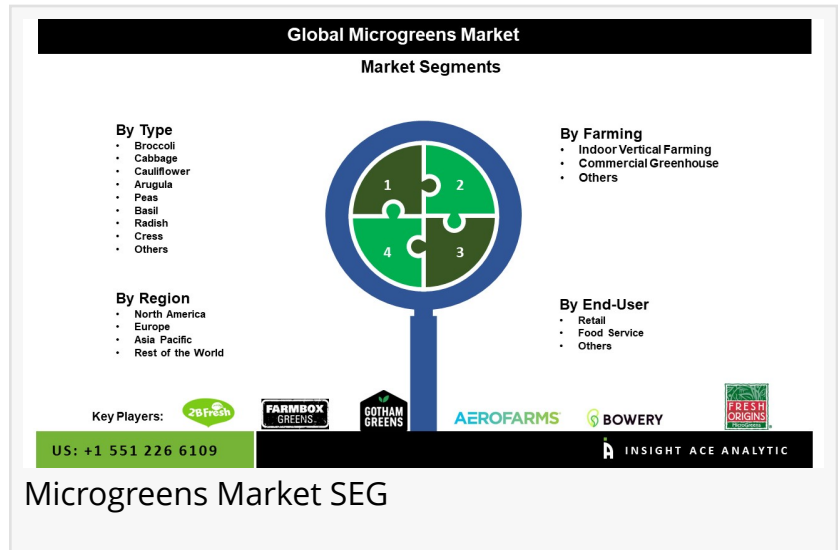 Global Microgreens Market
Market Segments
By Type
• Broccoli
• Cabbage
• Cauliflower
• Arugula
• Peas
• Basil
• Radish
• Cress
• Others
By Farming
• Indoor Vertical Farming
• Commercial Greenhouse
• Others
1
2
4
3
By Region
• North America
• Europe
• Asia Pacific
• Rest of the World
By End-User
• Retail
• Food Service
• Others
Key Players:
2BFresh
FARMBOX
GREENS
GOTHAM
GREENS
AEROFARMS
BOWERY
FRESH
ORIGINS
MicroGreens
US: +1 551 226 6109
INSIGHT ACE ANALYTIC
Microgreens Market SEG